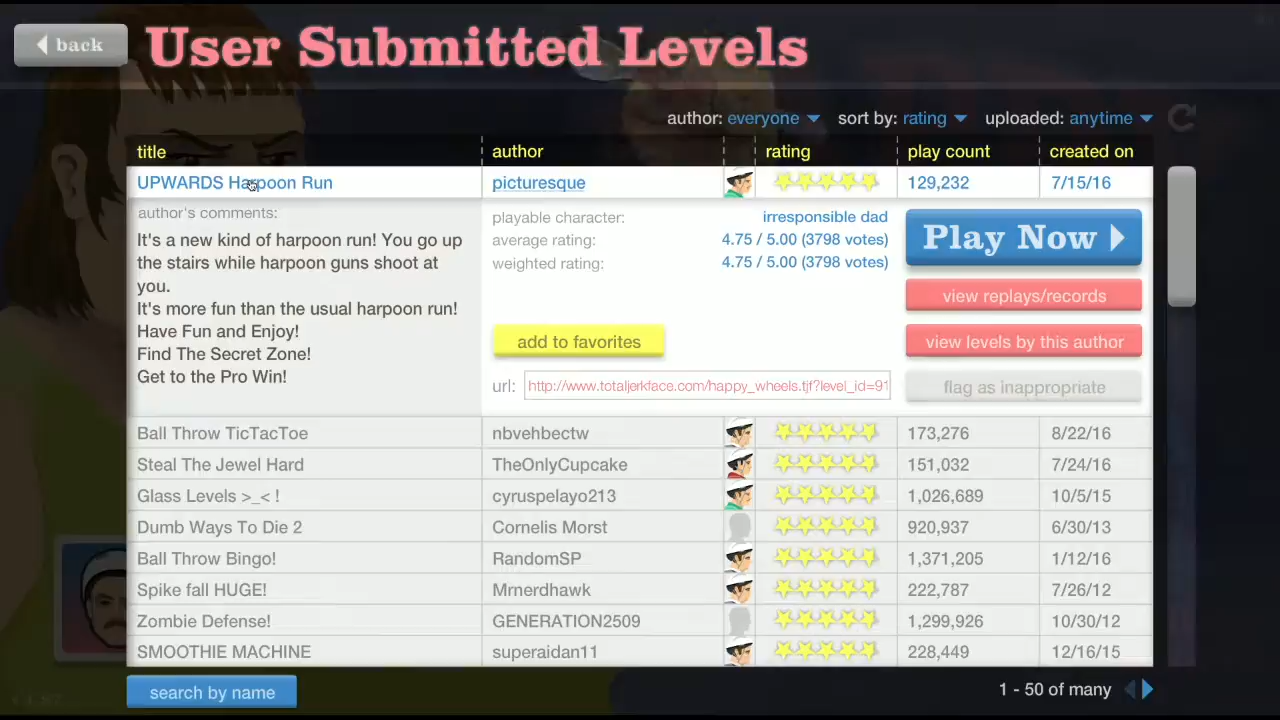 back
User Submitted Levels
author: everyone sort by: rating uploaded: anytime
title author rating play count created on
UPWARDS Harpoon Run picturesque 129,232 7/15/16
author's comments:
It's a new kind of harpoon run! You go up
the stairs while harpoon guns shoot at
you.
It's more fun than the usual harpoon run!
Have Fun and Enjoy!
Find The Secret Zone!
Get to the Pro Win!
playable character: irresponsible dad
average rating: 4.75 / 5.00 (3798 votes)
weighted rating: 4.75 / 5.00 (3798 votes)
add to favorites
url: http://www.totaljerkface.com/happy_wheels.tjf?level_id=91
Play Now
view replays/records
view levels by this author
flag as inappropriate
Ball Throw TicTacToe nbvehbectw 173,276 8/22/16
Steal The Jewel Hard TheOnlyCupcake 151,032 7/24/16
Glass Levels >_< ! cyruspelayo213 1,026,689 10/5/15
Dumb Ways To Die 2 Cornelis Morst 920,937 6/30/13
Ball Throw Bingo! RandomSP 1,371,205 1/12/16
Spike fall HUGE! Mrnerdhawk 222,787 7/26/12
Zombie Defense! GENERATION2509 1,299,926 10/30/12
SMOOTHIE MACHINE superaidan11 228,449 12/16/15
search by name
1 - 50 of many